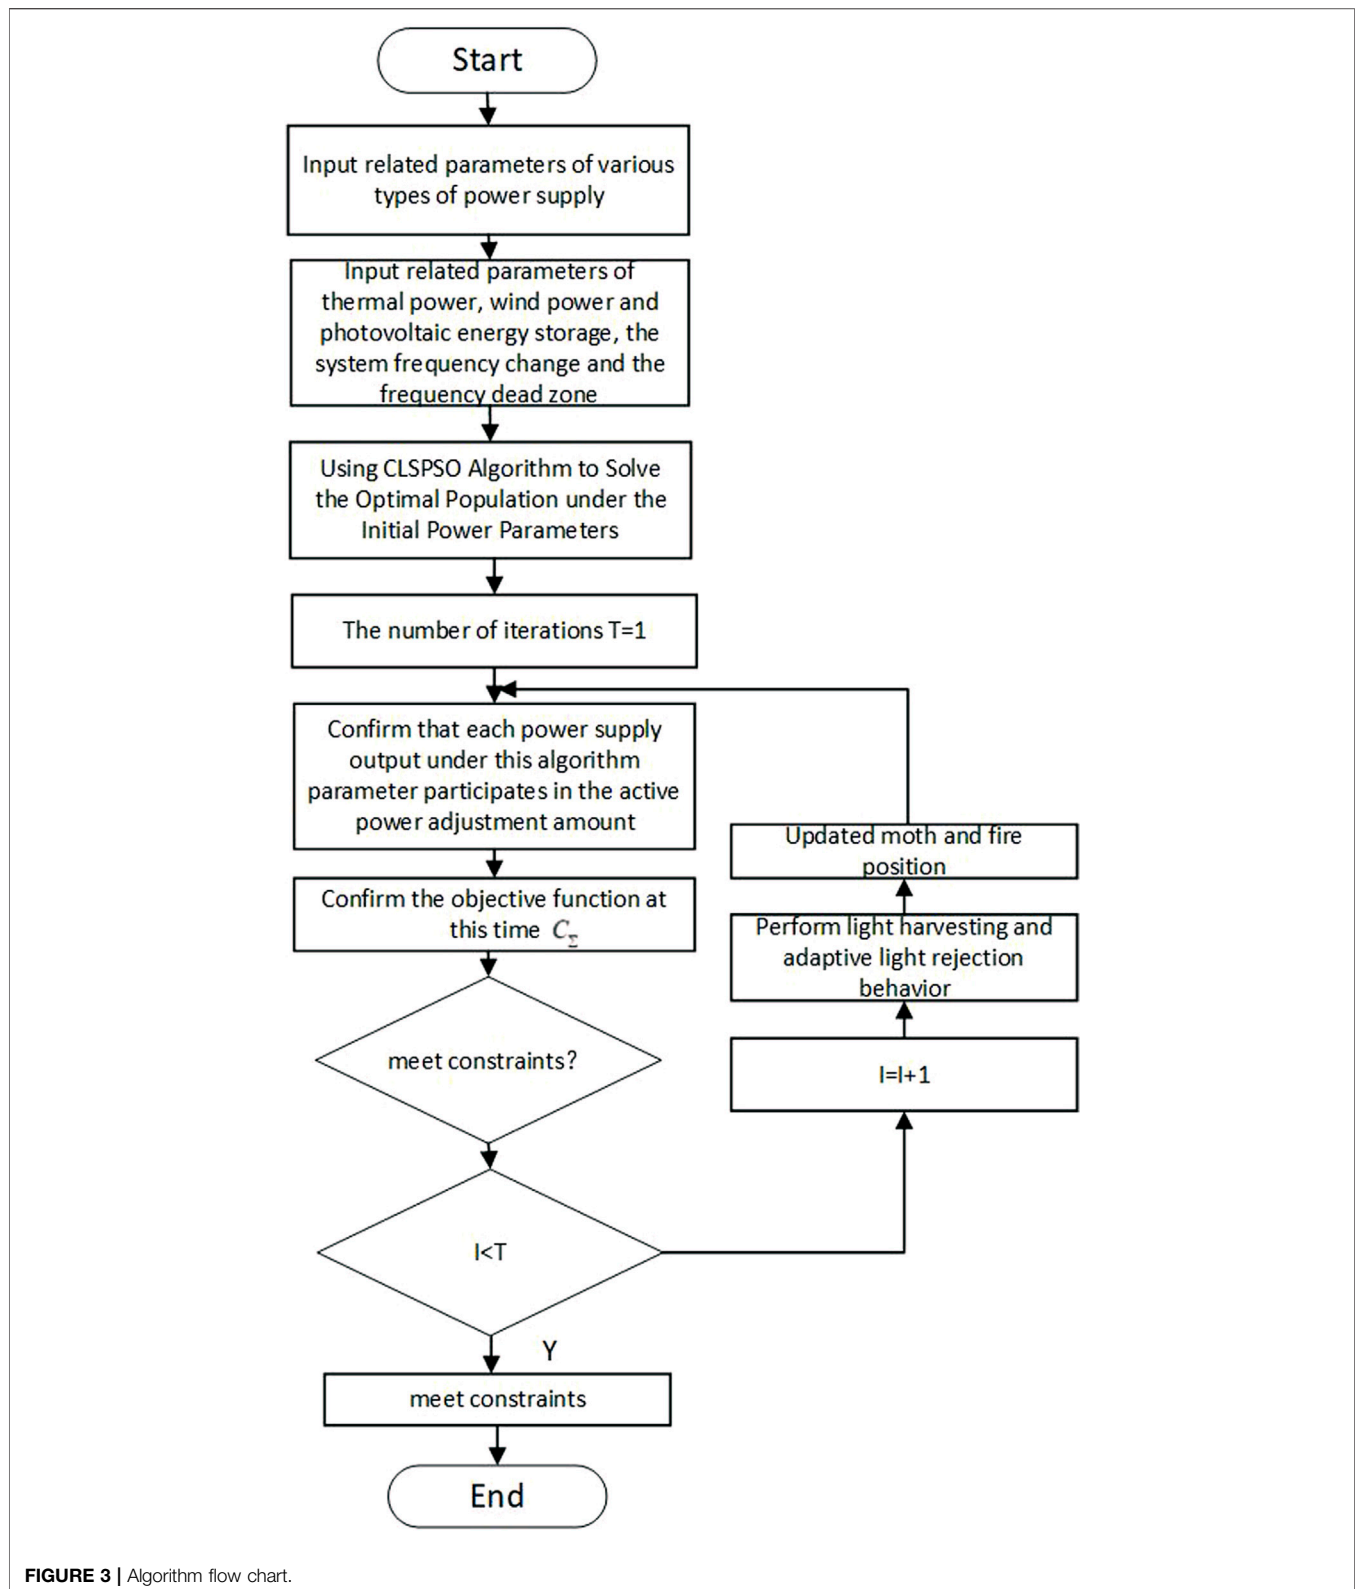 Start
Input related parameters of various
types of power supply
Input related parameters of
thermal power, wind power and
photovoltaic energy storage, the
system frequency change and the
frequency dead zone
Using CLSPSO Algorithm to Solve
the Optimal Population under the
Initial Power Parameters
The number of iterations T=1
Confirm that each power supply
output under this algorithm
parameter participates in the active
power adjustment amount
Confirm the objective function at
this time C_Σ
meet constraints?
I<T
Y
meet constraints
End
Updated moth and fire
position
Perform light harvesting and
adaptive light rejection
behavior
I=I+1
FIGURE 3 | Algorithm flow chart.